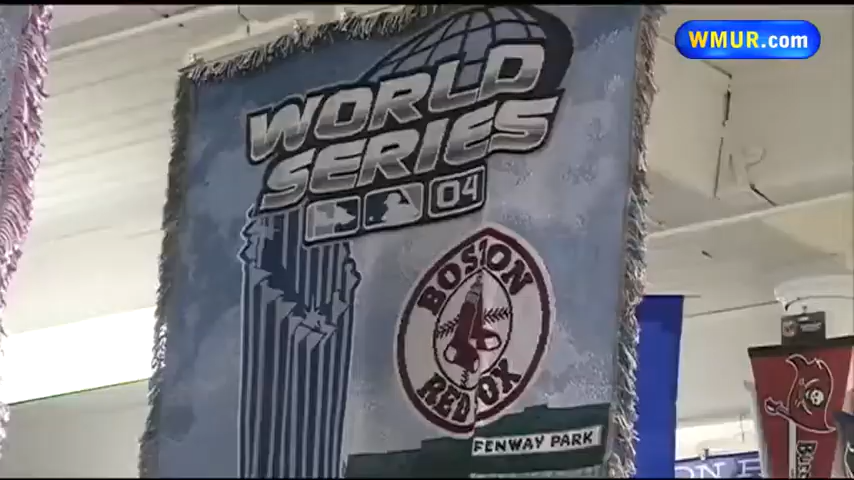 WMUR.com
WORLD
SERIES
04
BOSTON
RED SOX
FENWAY PARK